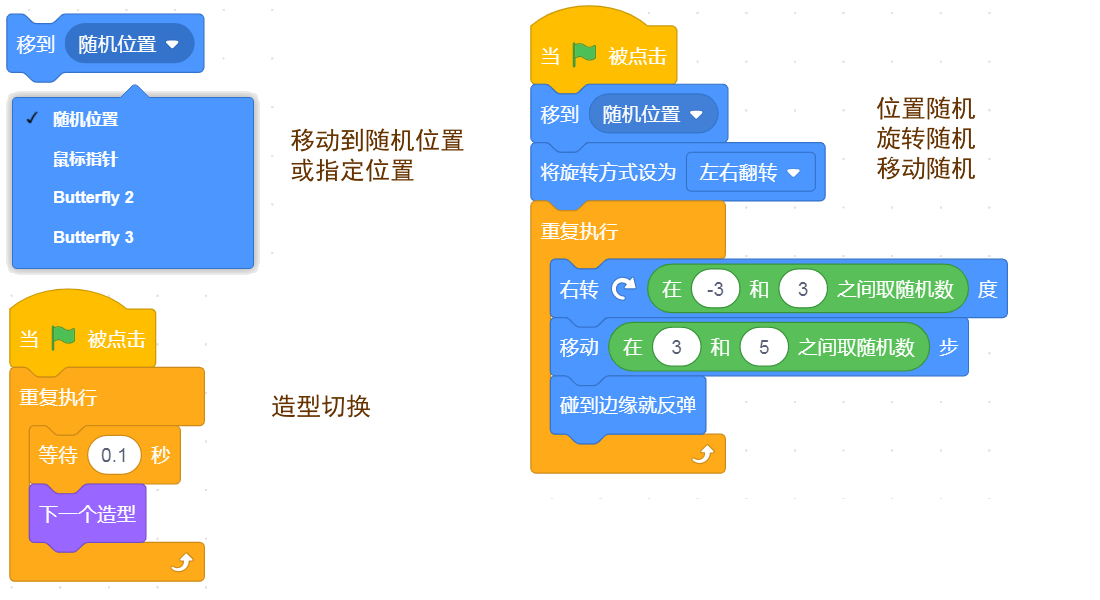 移到 随机位置
✓ 随机位置
鼠标指针
Butterfly 2
Butterfly 3
移动到随机位置
或指定位置
当 被点击
重复执行
等待 0.1 秒
下一个造型
造型切换
当 被点击
移到 随机位置
将旋转方式设为 左右翻转
重复执行
右转 在 -3 和 3 之间取随机数 度
移动 在 3 和 5 之间取随机数 步
碰到边缘就反弹
位置随机
旋转随机
移动随机